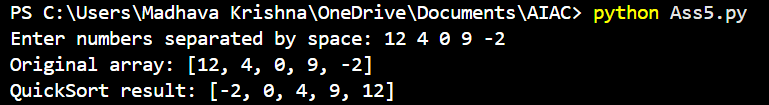 PS C:\Users\Madhava Krishna\OneDrive\Documents\AIAC> python Ass5.py
Enter numbers separated by space: 12 4 0 9 -2
Original array: [12, 4, 0, 9, -2]
QuickSort result: [-2, 0, 4, 9, 12]